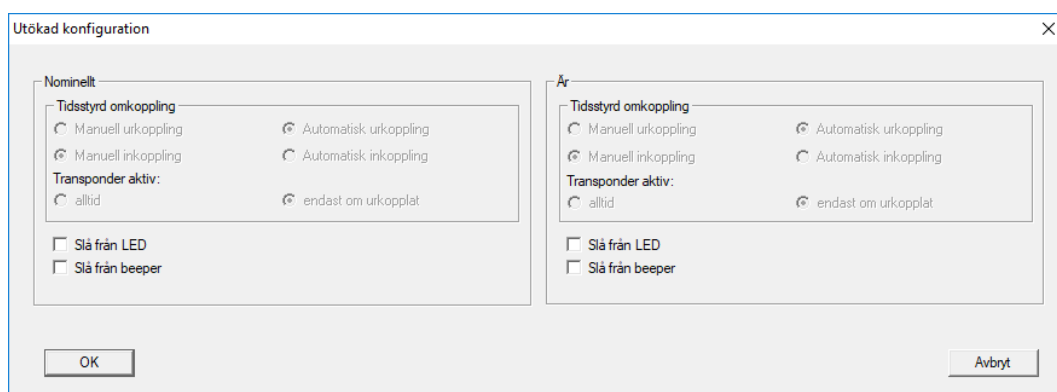 Utökad konfiguration
Nominellt
Tidsstyrd omkoppling
Manuell urkoppling Automatisk urkoppling
Manuell inkoppling Automatisk inkoppling
Transponder aktiv:
alltid endast om urkopplat
Slå från LED
Slå från beeper
Är
Tidsstyrd omkoppling
Manuell urkoppling Automatisk urkoppling
Manuell inkoppling Automatisk inkoppling
Transponder aktiv:
alltid endast om urkopplat
Slå från LED
Slå från beeper
OK Avbryt